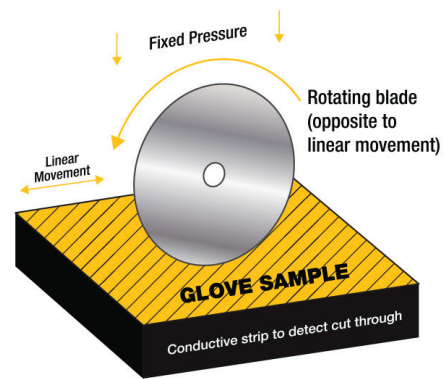 Fixed Pressure
Rotating blade
(opposite to
linear movement)
Linear
Movement
GLOVE SAMPLE
Conductive strip to detect cut through